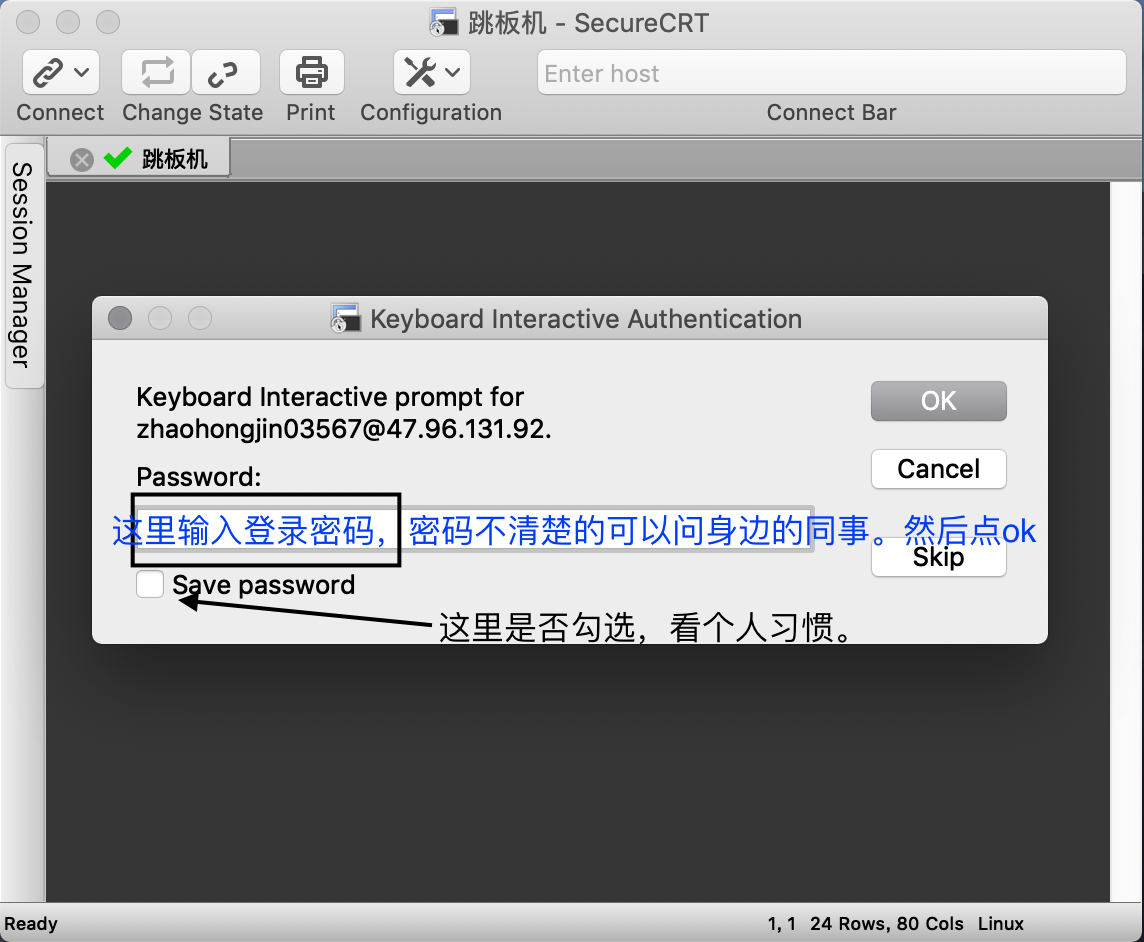 跳板机 - SecureCRT
Enter host
Connect Change State Print Configuration Connect Bar
跳板机
Session Manager
Keyboard Interactive Authentication
Keyboard Interactive prompt for
zhaohongjin03567@47.96.131.92.
OK
Password:
Cancel
这里输入登录密码，密码不清楚的可以问身边的同事。然后点ok
Skip
Save password
这里是否勾选，看个人习惯。
Ready 1, 1 24 Rows, 80 Cols Linux